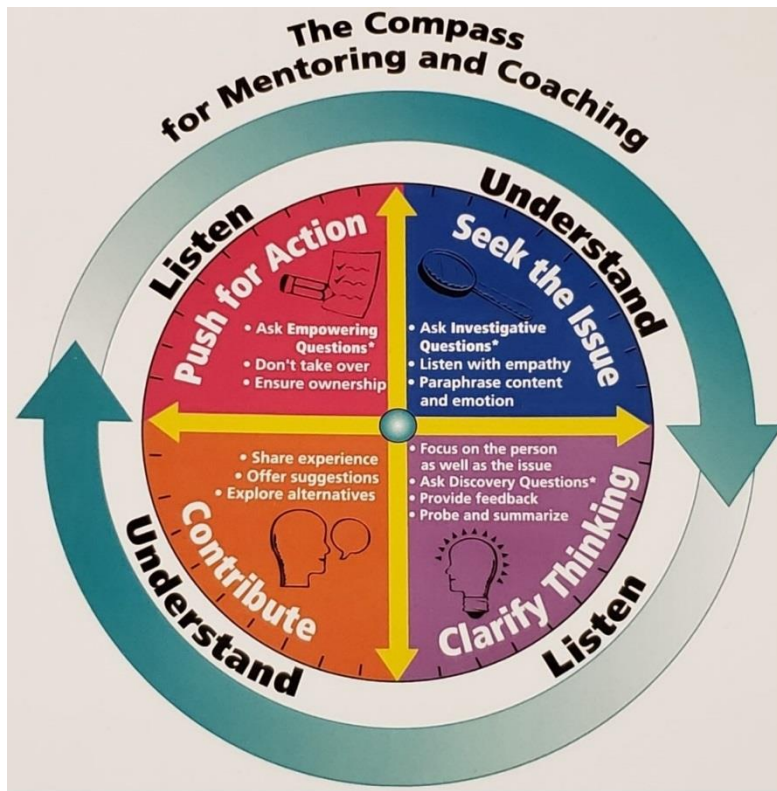 The Compass
for Mentoring and Coaching
Listen
Understand
Push for Action
• Ask Empowering
Questions*
• Don't take over
• Ensure ownership
Seek the Issue
• Ask Investigative
Questions*
• Listen with empathy
• Paraphrase content
and emotion
• Share experience
• Offer suggestions
• Explore alternatives
Contribute
• Focus on the person
as well as the issue
• Ask Discovery Questions*
• Provide feedback
• Probe and summarize
Clarify Thinking
Understand
Listen